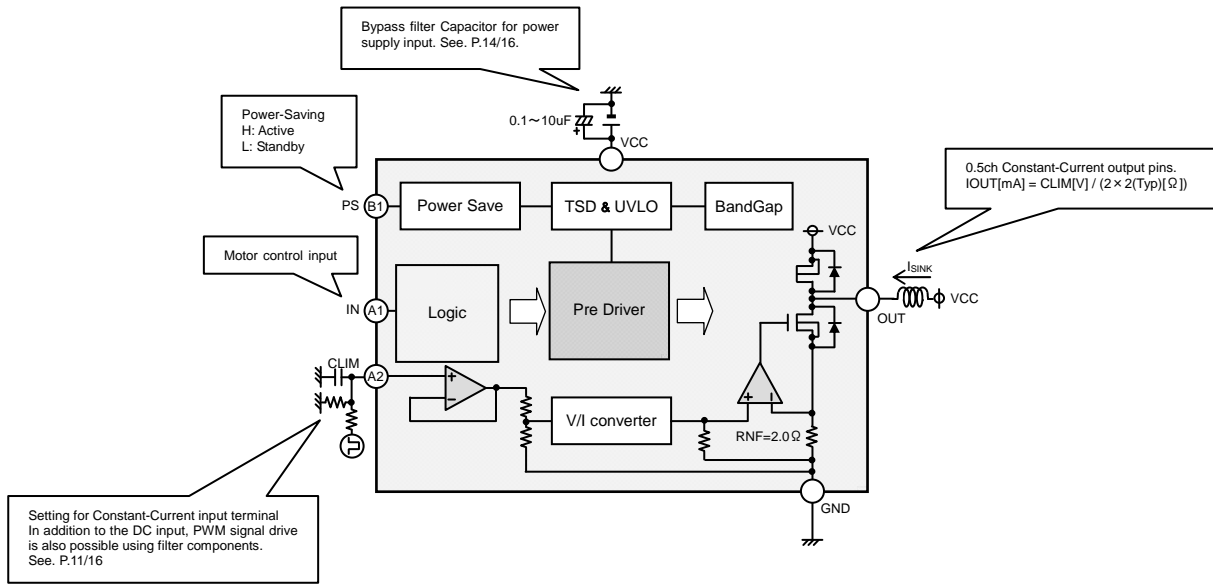 Bypass filter Capacitor for power
supply input. See. P.14/16.
Power-Saving
H: Active
L: Standby
0.1～10uF
+
VCC
0.5ch Constant-Current output pins.
IOUT[mA] = CLIM[V] / (2×2(Typ)[Ω])
PS B1
Power Save
TSD & UVLO
BandGap
VCC
Motor control input
ISINK
VCC
OUT
IN A1
Logic
Pre Driver
CLIM
A2
+
−
V/I converter
+
−
RNF=2.0Ω
GND
Setting for Constant-Current input terminal
In addition to the DC input, PWM signal drive
is also possible using filter components.
See. P.11/16